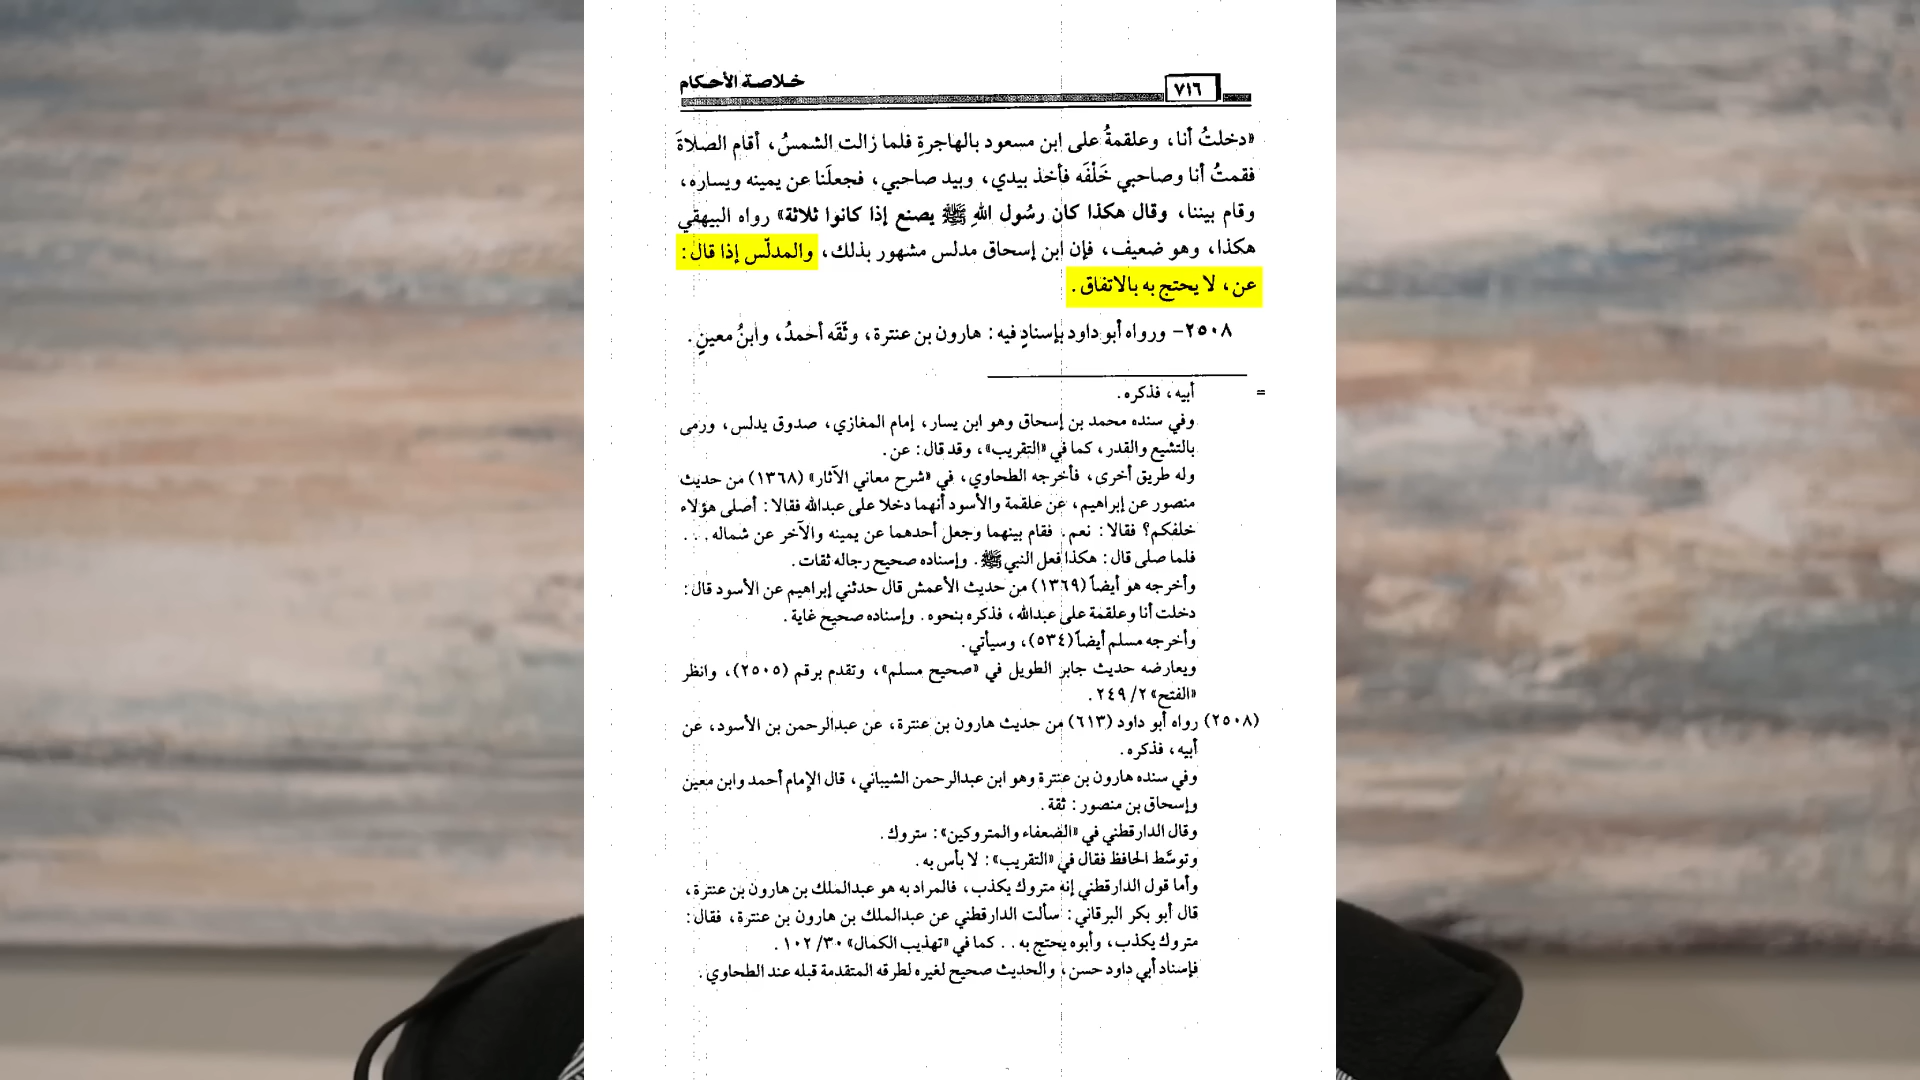 خلاصة الأحكام
٧١٦
«دخلتُ أنا، وعلقمةُ على ابن مسعود بالهاجرةِ فلما زالت الشمسُ، أقام الصلاةَ
فقمتُ أنا وصاحبي خَلْفَه فأخذ بيدي، وبيد صاحبي، فجعلَنا عن يمينه ويساره،
وقام بيننا، وقال هكذا كان رسُول اللهِ ﷺ يصنع إذا كانوا ثلاثة» رواه البيهقي
هكذا، وهو ضعيف، فإن ابن إسحاق مدلس مشهور بذلك، والمدلّس إذا قال:
عن، لا يحتج به بالاتفاق.
٢٥٠٨- ورواه أبو داود بإسنادٍ فيه: هارون بن عنترة، وثّقَه أحمدُ، وابنُ معينٍ.
= أبيه، فذكره.
وفي سنده محمد بن إسحاق وهو ابن يسار، إمام المغازي، صدوق يدلس، ورمى
بالتشيع والقدر، كما في «التقريب»، وقد قال: عن.
وله طريق أخرى، فأخرجه الطحاوي، في «شرح معاني الآثار» (١٣٦٨) من حديث
منصور عن إبراهيم، عن علقمة والأسود أنهما دخلا على عبدالله فقالا: أصلى هؤلاء
خلفكم؟ فقالا: نعم. فقام بينهما وجعل أحدهما عن يمينه والآخر عن شماله...
فلما صلى قال: هكذا فعل النبي ﷺ. وإسناده صحيح رجاله ثقات.
وأخرجه هو أيضاً (١٣٦٩) من حديث الأعمش قال حدثني إبراهيم عن الأسود قال:
دخلت أنا وعلقمة على عبدالله، فذكره بنحوه. وإسناده صحيح غاية.
وأخرجه مسلم أيضاً (٥٣٤)، وسيأتي.
ويعارضه حديث جابر الطويل في «صحيح مسلم»، وتقدم برقم (٢٥٠٥)، وانظر
«الفتح» ٢/ ٢٤٩.
(٢٥٠٨) رواه أبو داود (٦١٣) من حديث هارون بن عنترة، عن عبدالرحمن بن الأسود، عن
أبيه، فذكره.
وفي سنده هارون بن عنترة وهو ابن عبدالرحمن الشيباني، قال الإمام أحمد وابن معين
وإسحاق بن منصور: ثقة.
وقال الدارقطني في «الضعفاء والمتروكين»: متروك.
وتوسَّط الحافظ فقال في «التقريب»: لا بأس به.
وأما قول الدارقطني إنه متروك يكذب، فالمراد به هو عبدالملك بن هارون بن عنترة،
قال أبو بكر البرقاني: سألت الدارقطني عن عبدالملك بن هارون بن عنترة، فقال:
متروك يكذب، وأبوه يحتج به.. كما في «تهذيب الكمال» ٣٠/ ١٠٢.
فإسناد أبي داود حسن، والحديث صحيح لغيره لطرقه المتقدمة قبله عند الطحاوي.